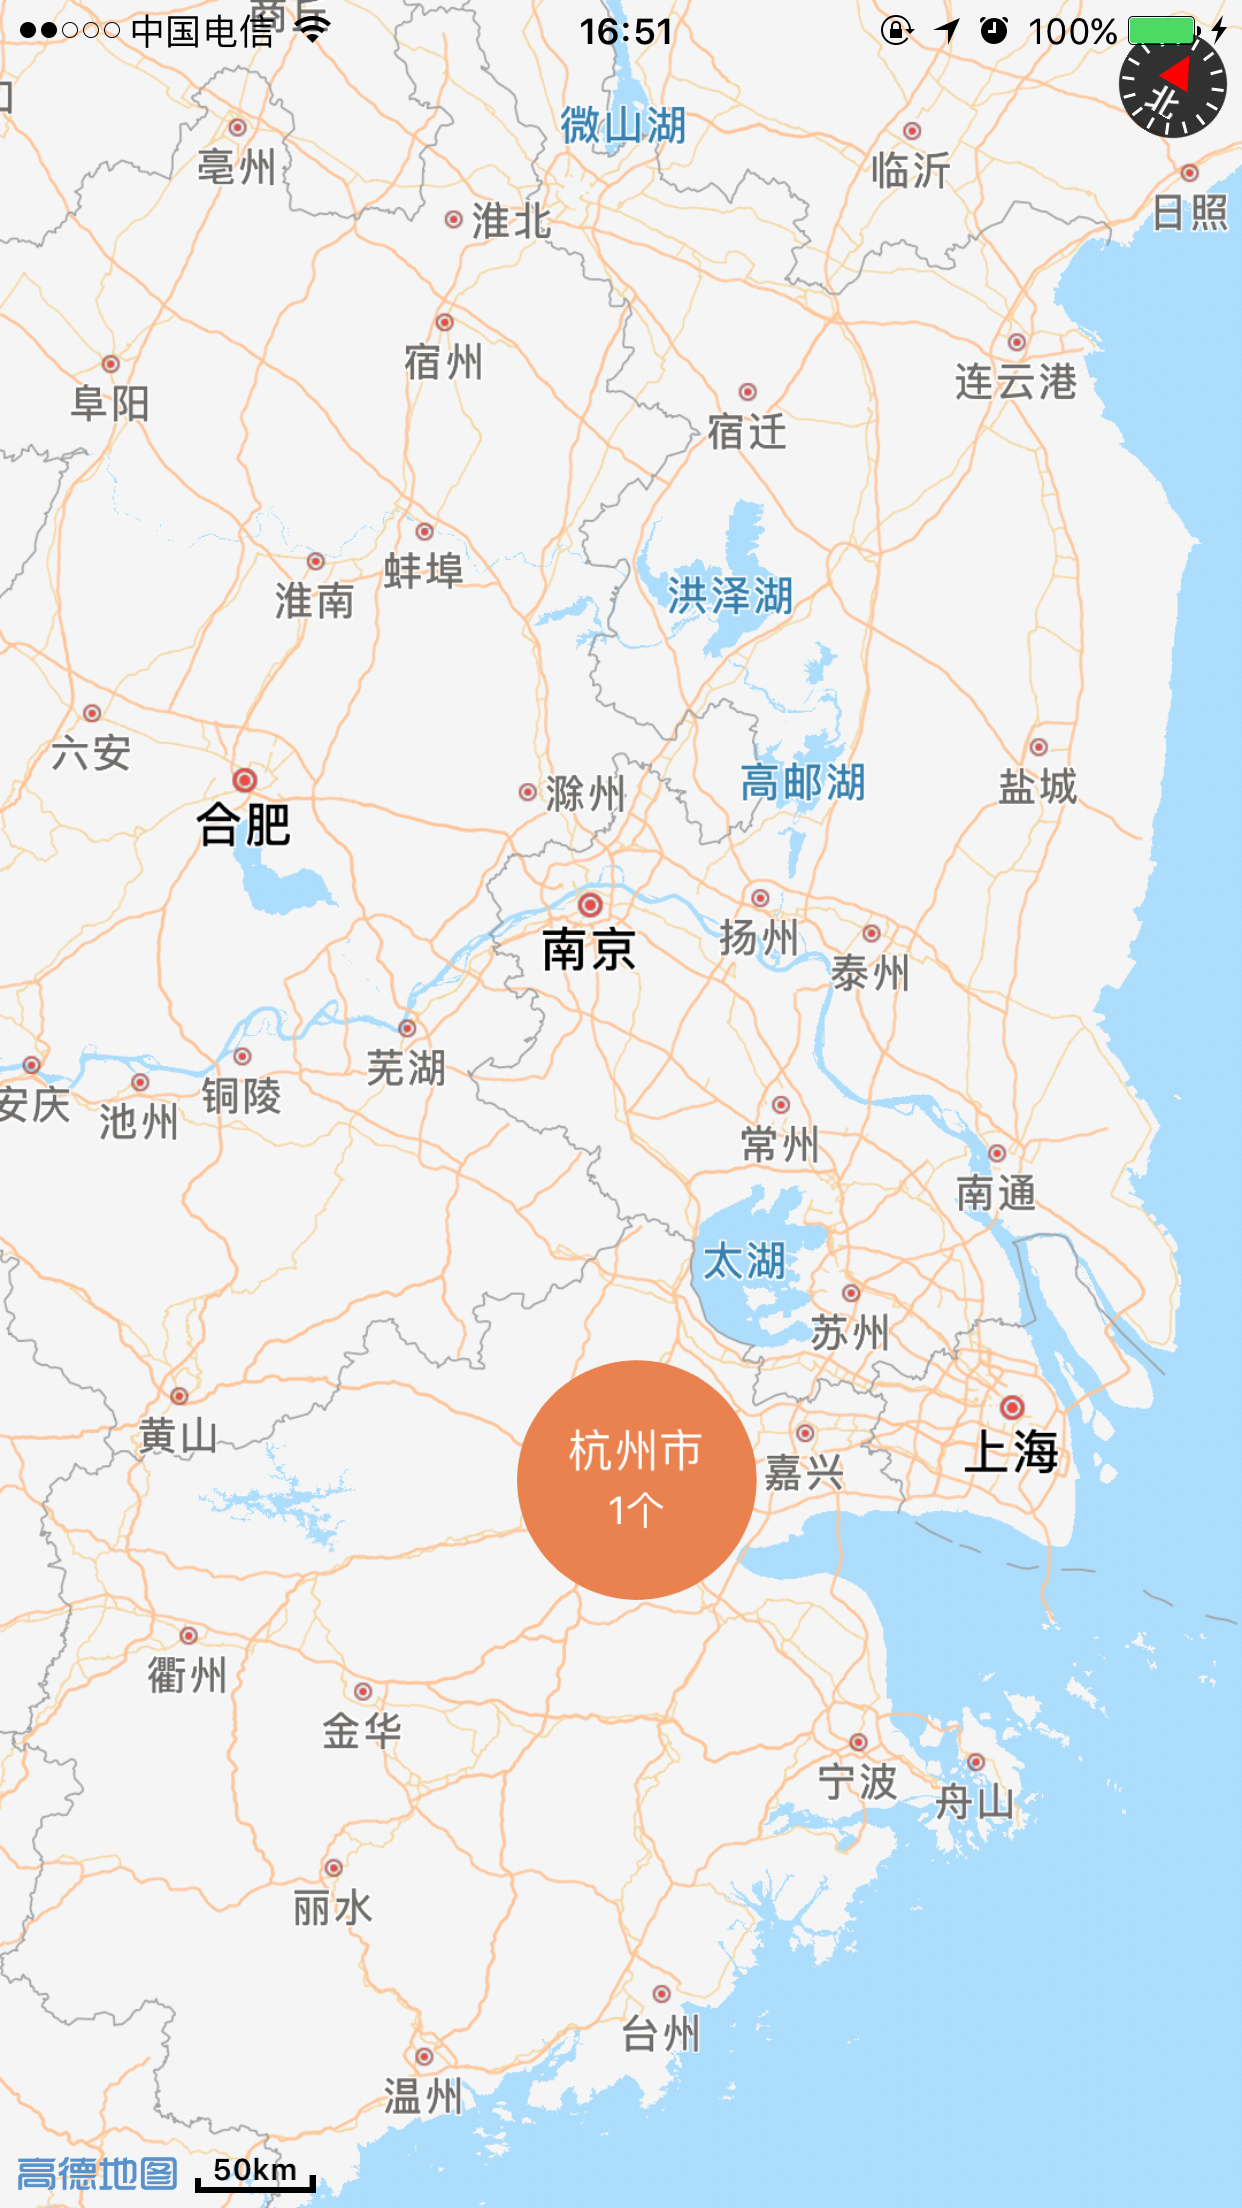 中国电信
16:51
100%
商丘
北
微山湖
亳州
临沂
日照
淮北
宿州
连云港
阜阳
宿迁
蚌埠
淮南
洪泽湖
六安
高邮湖
盐城
滁州
合肥
扬州
南京
泰州
芜湖
铜陵
安庆
池州
常州
南通
太湖
苏州
黄山
杭州市
1个
上海
嘉兴
衢州
金华
宁波
舟山
丽水
台州
温州
高德地图
50km